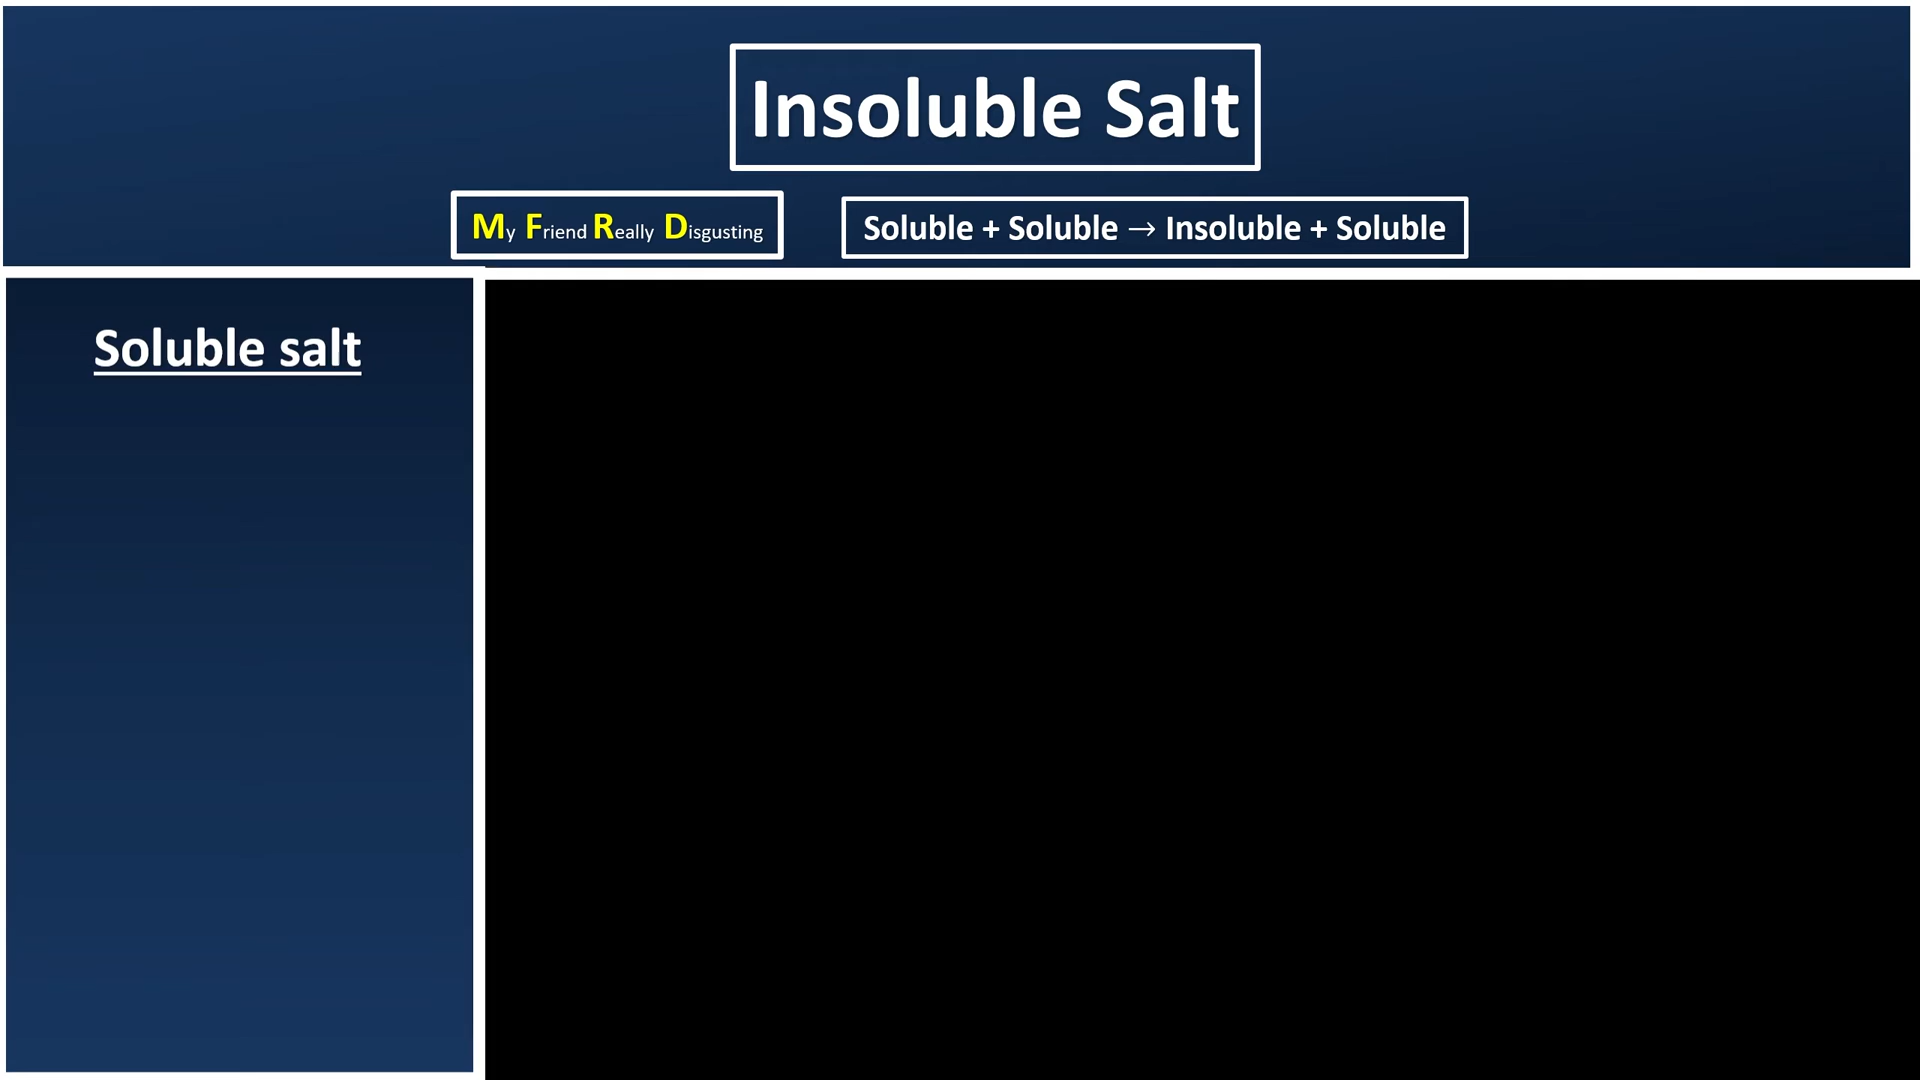 Insoluble Salt
My Friend Really Disgusting
Soluble + Soluble → Insoluble + Soluble
Soluble salt